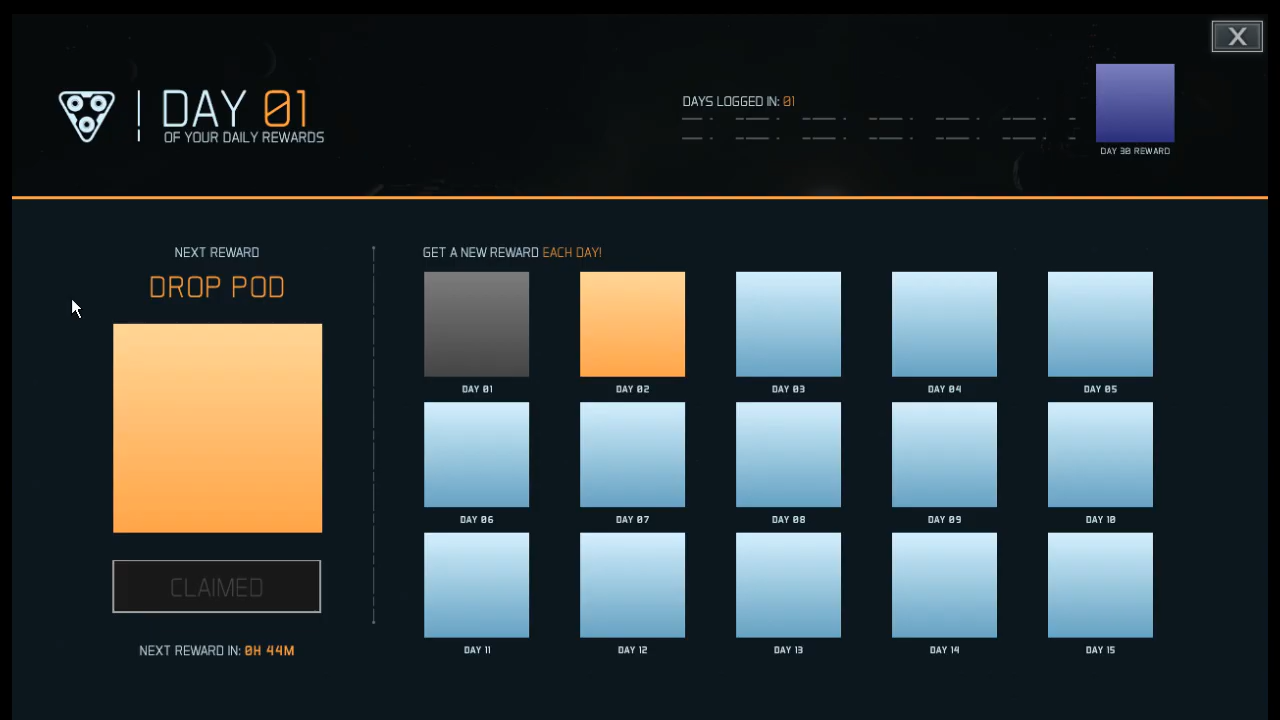 X
DAY 01
OF YOUR DAILY REWARDS
DAYS LOGGED IN: 01
DAY 30 REWARD
NEXT REWARD
DROP POD
CLAIMED
NEXT REWARD IN: 0H 44M
GET A NEW REWARD EACH DAY!
DAY 01 DAY 02 DAY 03 DAY 04 DAY 05
DAY 06 DAY 07 DAY 08 DAY 09 DAY 10
DAY 11 DAY 12 DAY 13 DAY 14 DAY 15